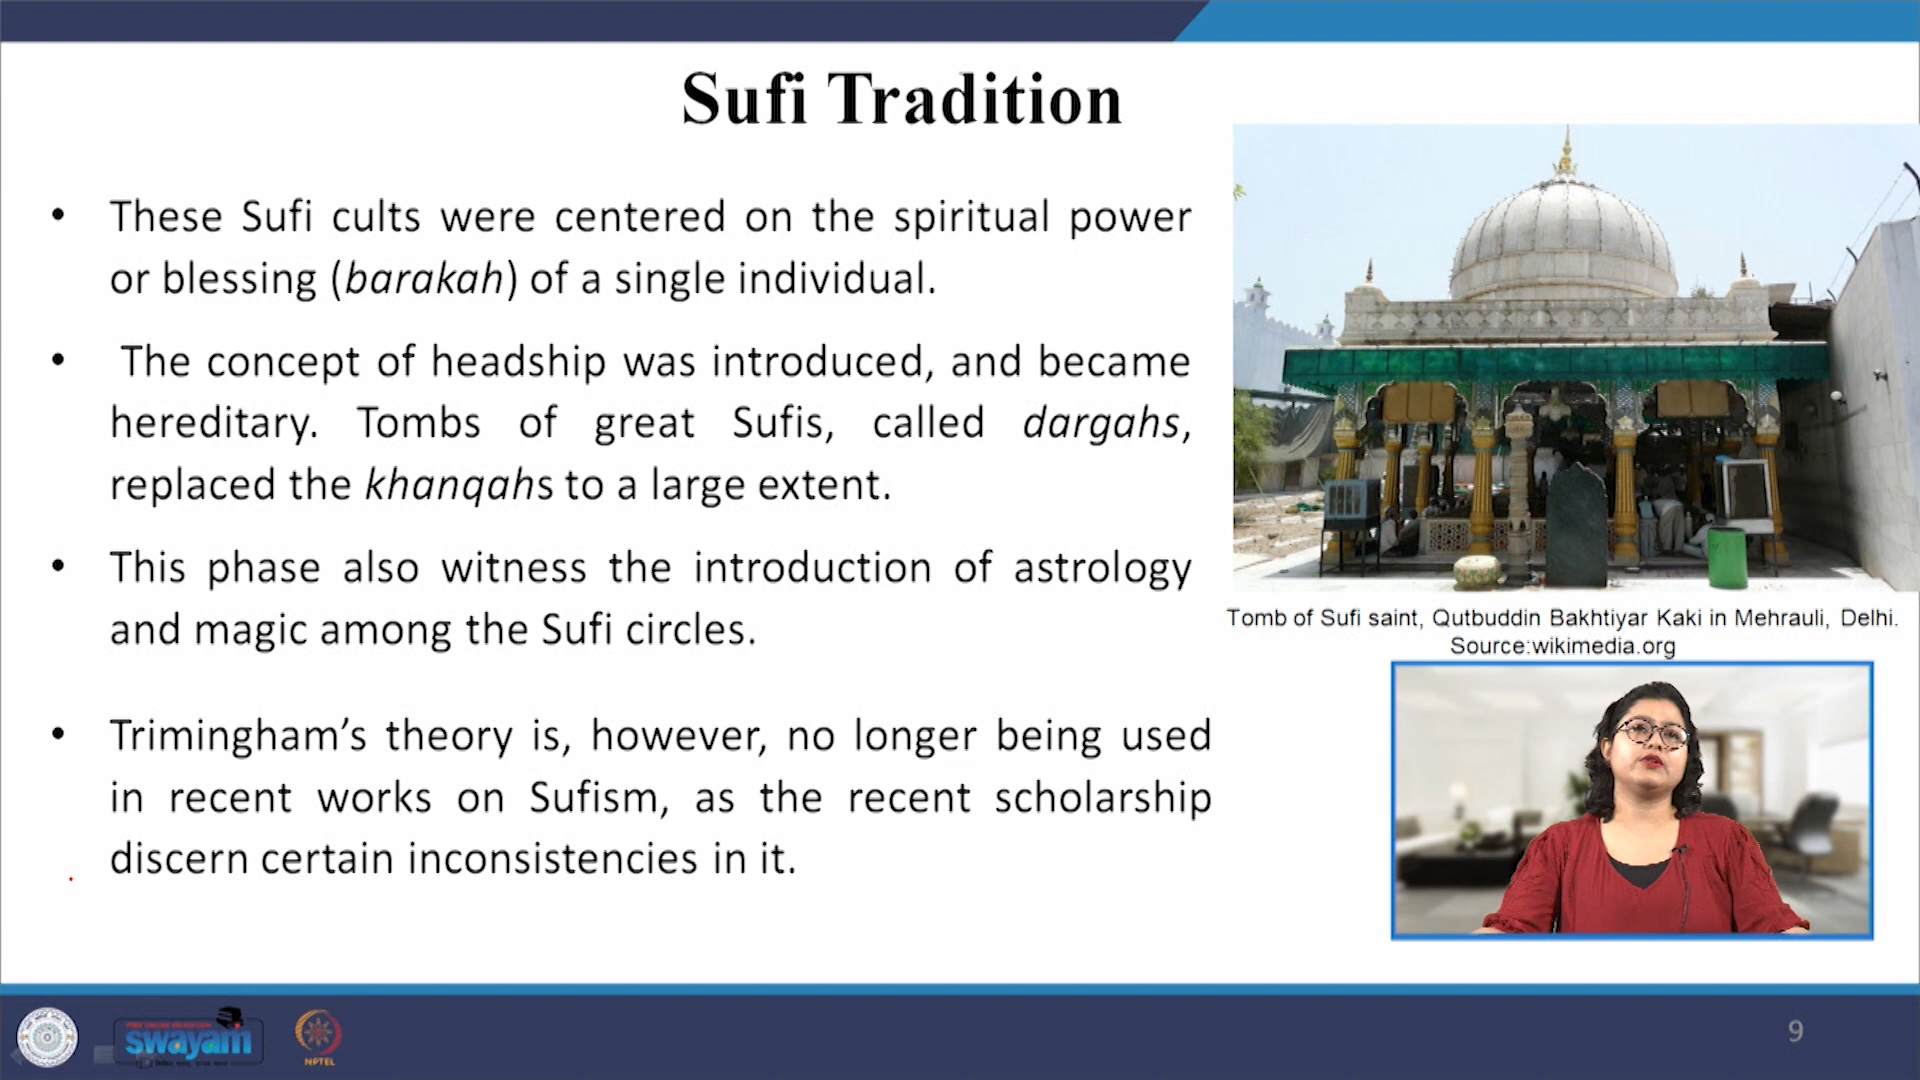 Sufi Tradition
• These Sufi cults were centered on the spiritual power
or blessing (barakah) of a single individual.
• The concept of headship was introduced, and became
hereditary. Tombs of great Sufis, called dargahs,
replaced the khanqahs to a large extent.
• This phase also witness the introduction of astrology
and magic among the Sufi circles.
• Trimingham’s theory is, however, no longer being used
in recent works on Sufism, as the recent scholarship
discern certain inconsistencies in it.
Tomb of Sufi saint, Qutbuddin Bakhtiyar Kaki in Mehrauli, Delhi.
Source:wikimedia.org
swayam
NPTEL
9